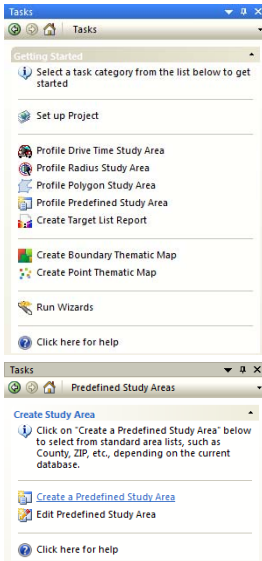 Tasks
Tasks
Getting Started
Select a task category from the list below to get
started
Set up Project
Profile Drive Time Study Area
Profile Radius Study Area
Profile Polygon Study Area
Profile Predefined Study Area
Create Target List Report
Create Boundary Thematic Map
Create Point Thematic Map
Run Wizards
Click here for help
Tasks
Predefined Study Areas
Create Study Area
Click on "Create a Predefined Study Area" below
to select from standard area lists, such as
County, ZIP, etc., depending on the current
database.
Create a Predefined Study Area
Edit Predefined Study Area
Click here for help